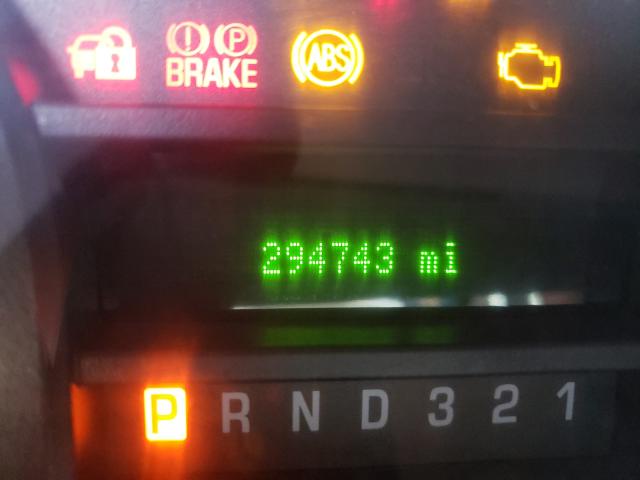 (!) (P) ABS
BRAKE
294743 mi
P R N D 3 2 1